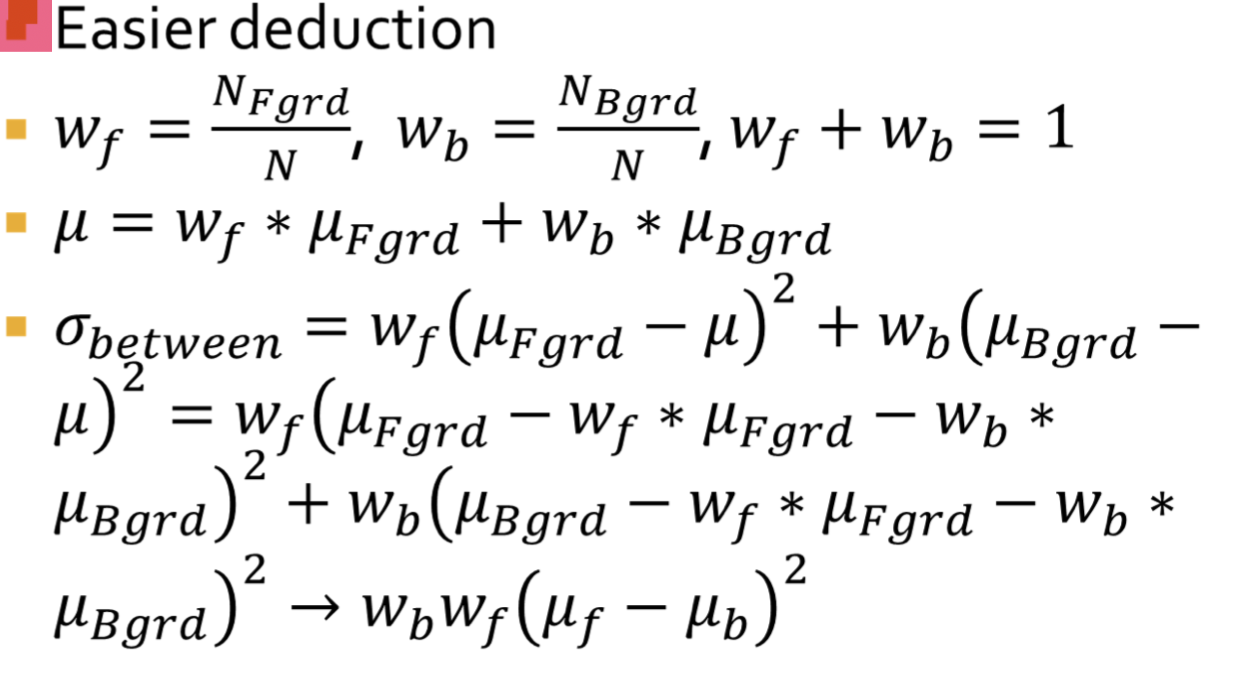 Easier deduction
▪ w_f = N_Fgrd / N, w_b = N_Bgrd / N, w_f + w_b = 1
▪ μ = w_f * μ_Fgrd + w_b * μ_Bgrd
▪ σ_between = w_f(μ_Fgrd − μ)² + w_b(μ_Bgrd −
μ)² = w_f(μ_Fgrd − w_f * μ_Fgrd − w_b *
μ_Bgrd)² + w_b(μ_Bgrd − w_f * μ_Fgrd − w_b *
μ_Bgrd)² → w_b w_f(μ_f − μ_b)²